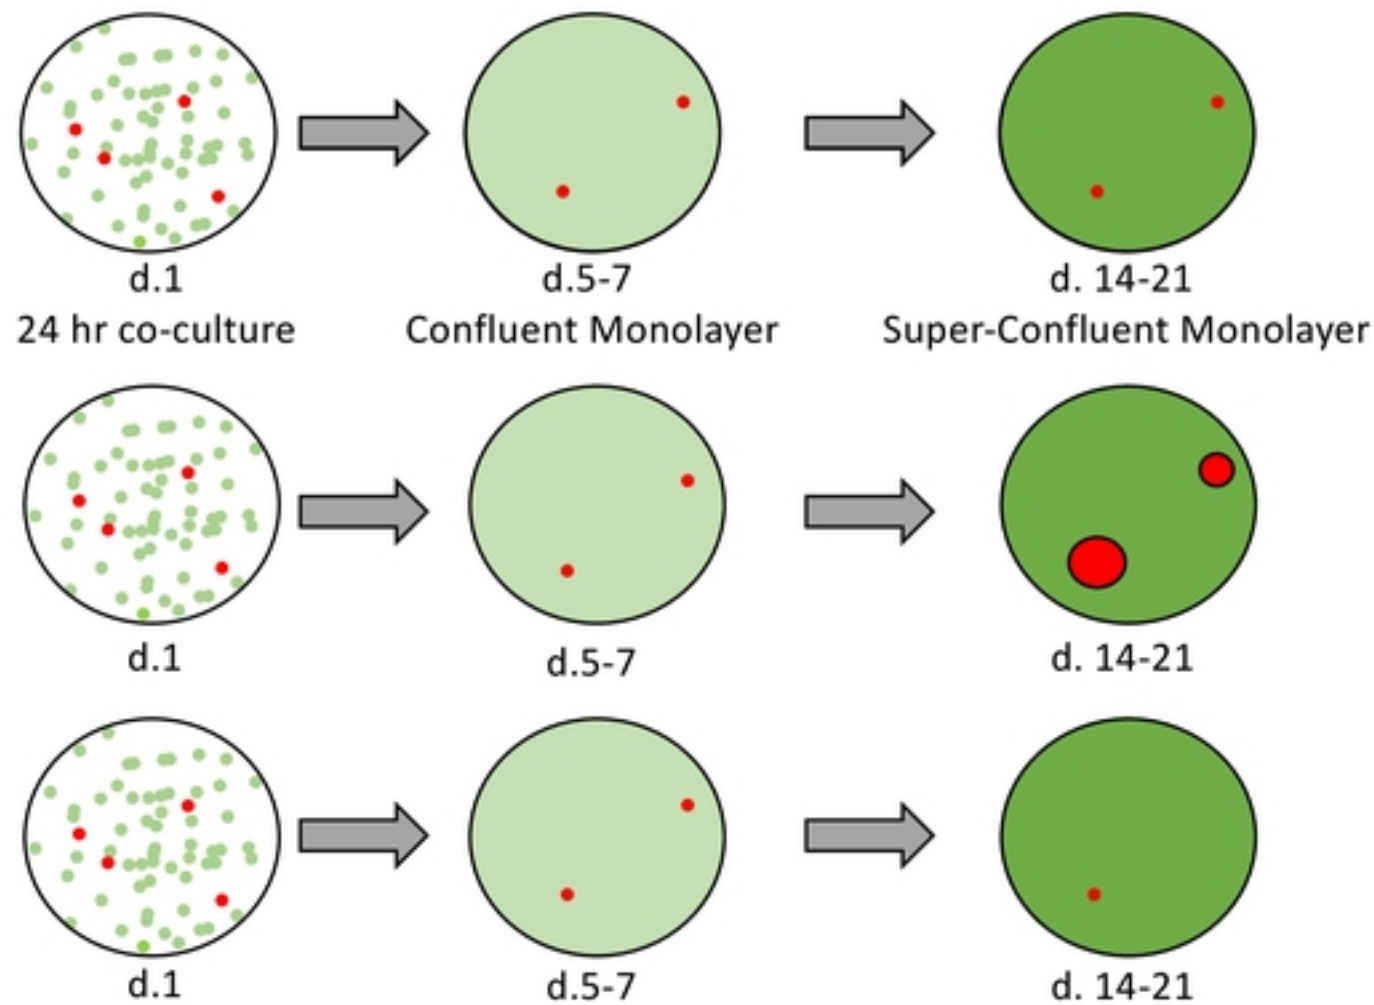 d.1
d.5-7
d. 14-21
24 hr co-culture
Confluent Monolayer
Super-Confluent Monolayer
d.1
d.5-7
d. 14-21
d.1
d.5-7
d. 14-21